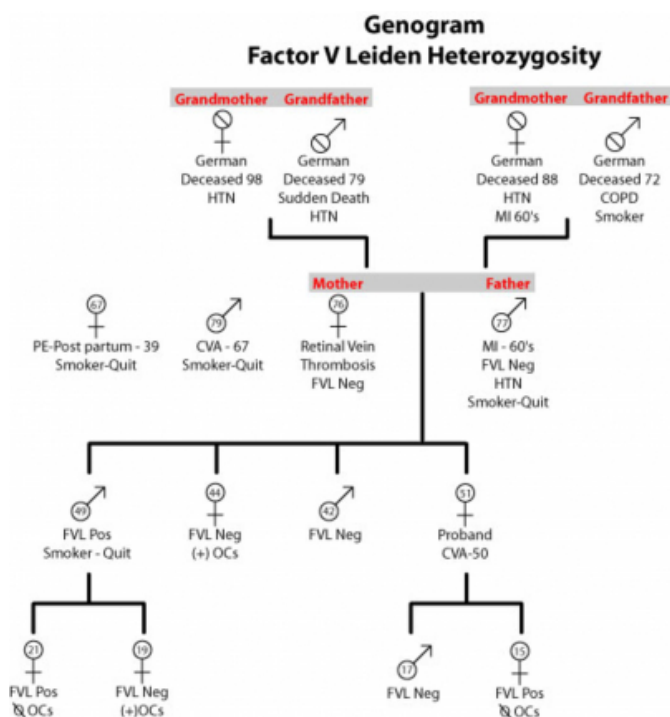 Genogram
Factor V Leiden Heterozygosity
Grandmother Grandfather
Grandmother Grandfather
German
Deceased 98
HTN
German
Deceased 79
Sudden Death
HTN
German
Deceased 88
HTN
MI 60's
German
Deceased 72
COPD
Smoker
Mother Father
67
PE-Post partum - 39
Smoker-Quit
79
CVA - 67
Smoker-Quit
76
Retinal Vein
Thrombosis
FVL Neg
77
MI - 60's
FVL Neg
HTN
Smoker-Quit
49
FVL Pos
Smoker - Quit
44
FVL Neg
(+) OCs
42
FVL Neg
51
Proband
CVA-50
21
FVL Pos
OCs
19
FVL Neg
(+)OCs
17
FVL Neg
15
FVL Pos
OCs